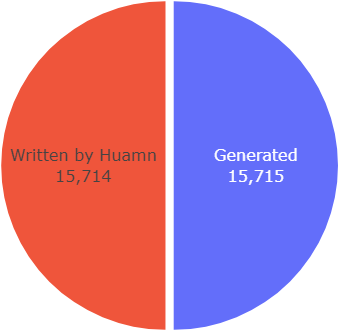 Written by Huamn
15,714
Generated
15,715